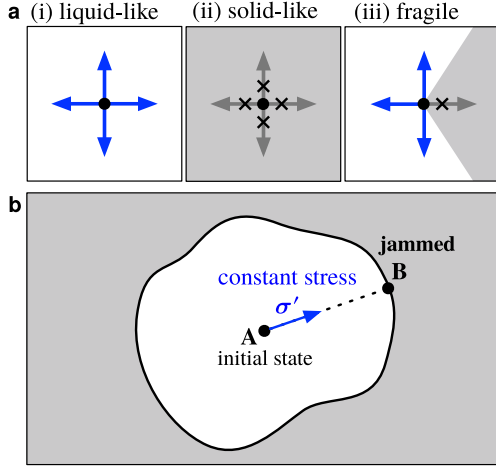 a (i) liquid-like (ii) solid-like (iii) fragile
b
jammed
B
constant stress
σ′
A
initial state